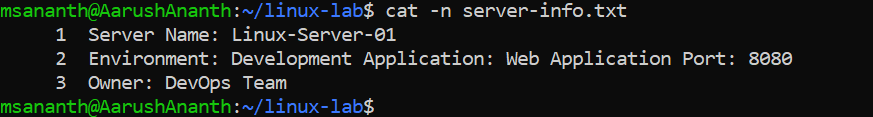 msananth@AarushAnanth:~/linux-lab$ cat -n server-info.txt
     1  Server Name: Linux-Server-01
     2  Environment: Development Application: Web Application Port: 8080
     3  Owner: DevOps Team
msananth@AarushAnanth:~/linux-lab$